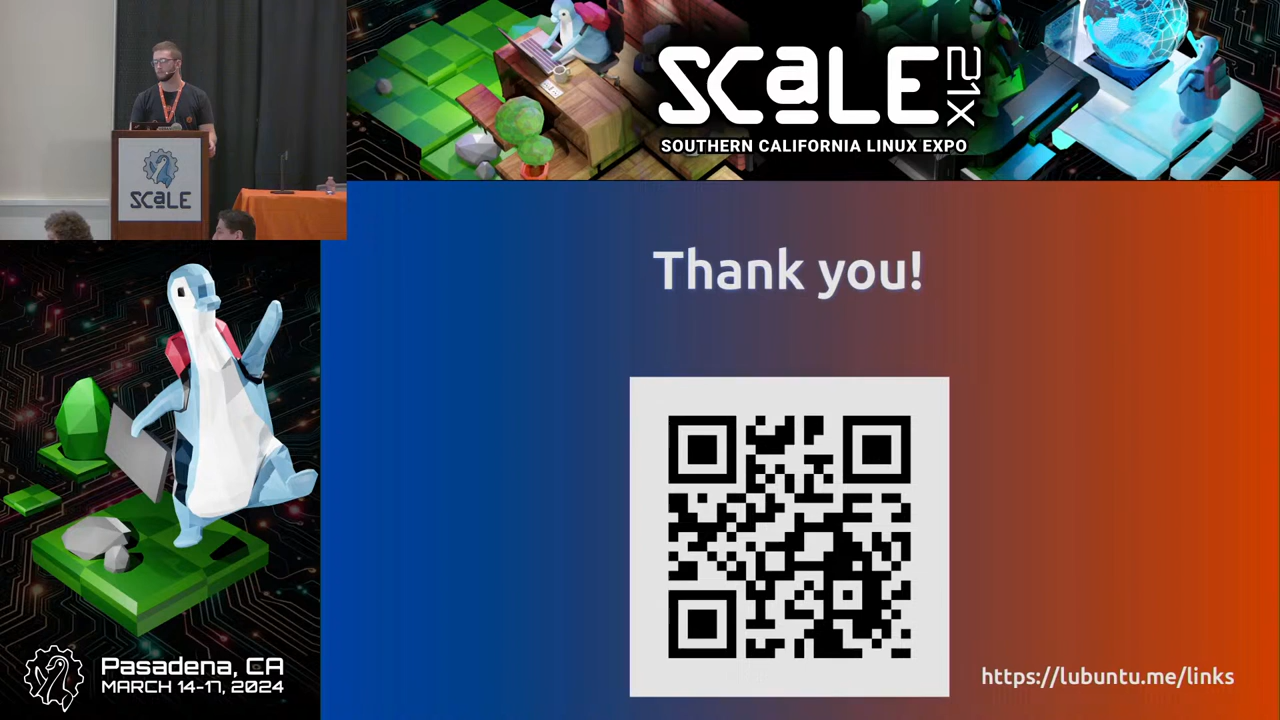 SCaLE
SCaLE 21X
SOUTHERN CALIFORNIA LINUX EXPO
Thank you!
https://lubuntu.me/links
Pasadena, CA
MARCH 14-17, 2024